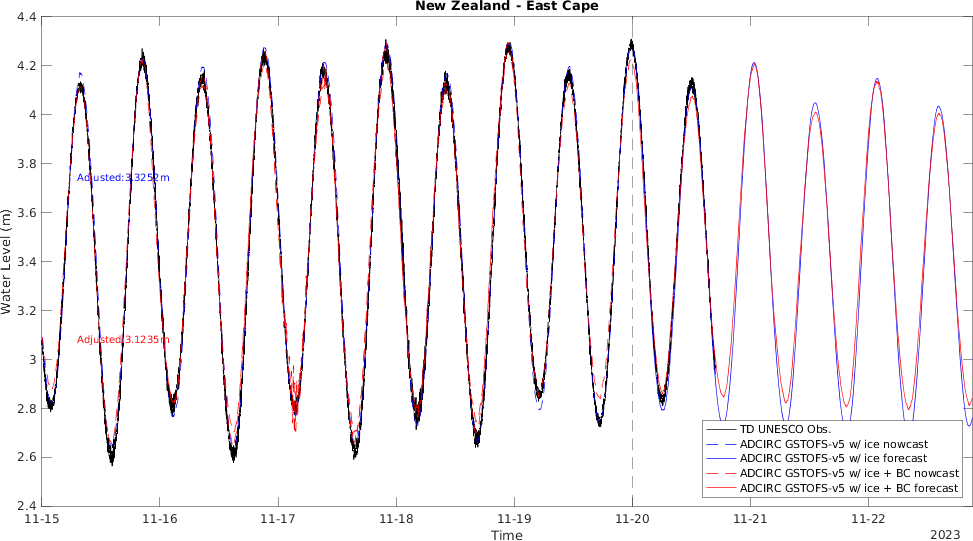 New Zealand - East Cape
4.4
4.2
4
3.8
Adjusted:3.3252m
3.6
3.4
Water Level (m)
3.2
Adjusted:3.1235m
3
2.8
2.6
2.4
TD UNESCO Obs.
ADCIRC GSTOFS-v5 w/ ice nowcast
ADCIRC GSTOFS-v5 w/ ice forecast
ADCIRC GSTOFS-v5 w/ ice + BC nowcast
ADCIRC GSTOFS-v5 w/ ice + BC forecast
11-15 11-16 11-17 11-18 11-19 11-20 11-21 11-22
Time
2023